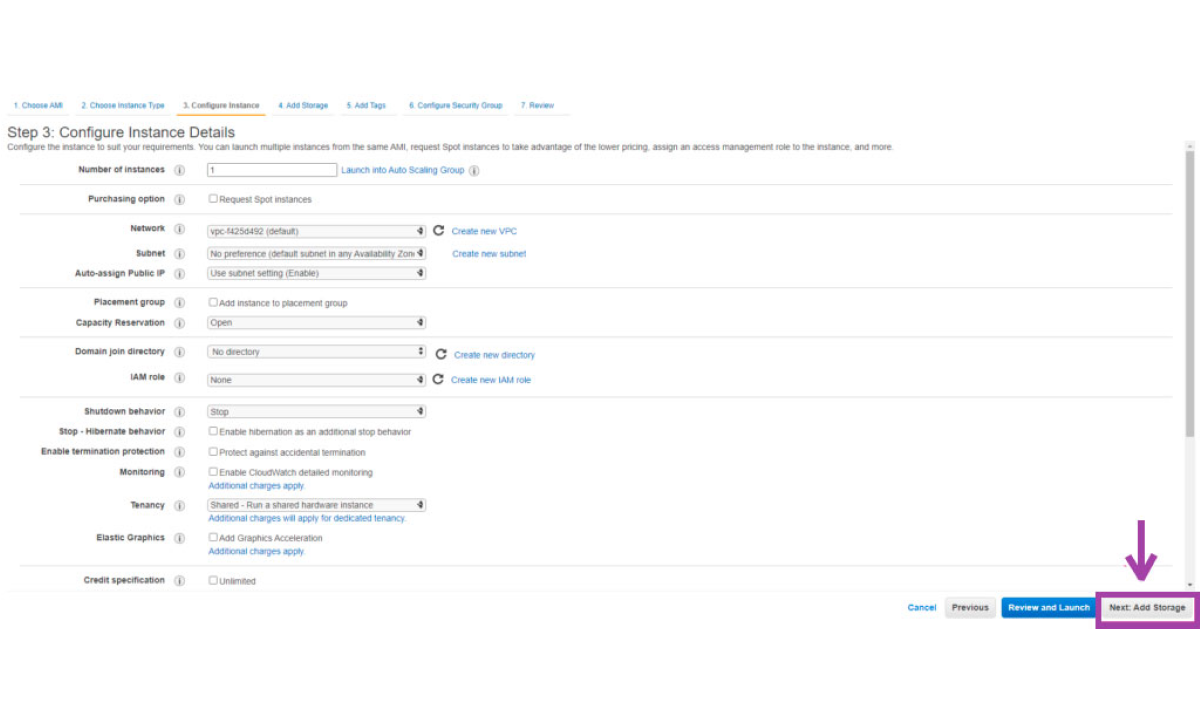 1. Choose AMI 2. Choose Instance Type 3. Configure Instance 4. Add Storage 5. Add Tags 6. Configure Security Group 7. Review
Step 3: Configure Instance Details
Configure the instance to suit your requirements. You can launch multiple instances from the same AMI, request Spot instances to take advantage of the lower pricing, assign an access management role to the instance, and more.
Number of instances 1 Launch into Auto Scaling Group
Purchasing option Request Spot instances
Network vpc-f425d492 (default) Create new VPC
Subnet No preference (default subnet in any Availability Zon Create new subnet
Auto-assign Public IP Use subnet setting (Enable)
Placement group Add instance to placement group
Capacity Reservation Open
Domain join directory No directory Create new directory
IAM role None Create new IAM role
Shutdown behavior Stop
Stop - Hibernate behavior Enable hibernation as an additional stop behavior
Enable termination protection Protect against accidental termination
Monitoring Enable CloudWatch detailed monitoring
Additional charges apply.
Tenancy Shared - Run a shared hardware instance
Additional charges will apply for dedicated tenancy.
Elastic Graphics Add Graphics Acceleration
Additional charges apply.
Credit specification Unlimited
Cancel Previous Review and Launch Next: Add Storage